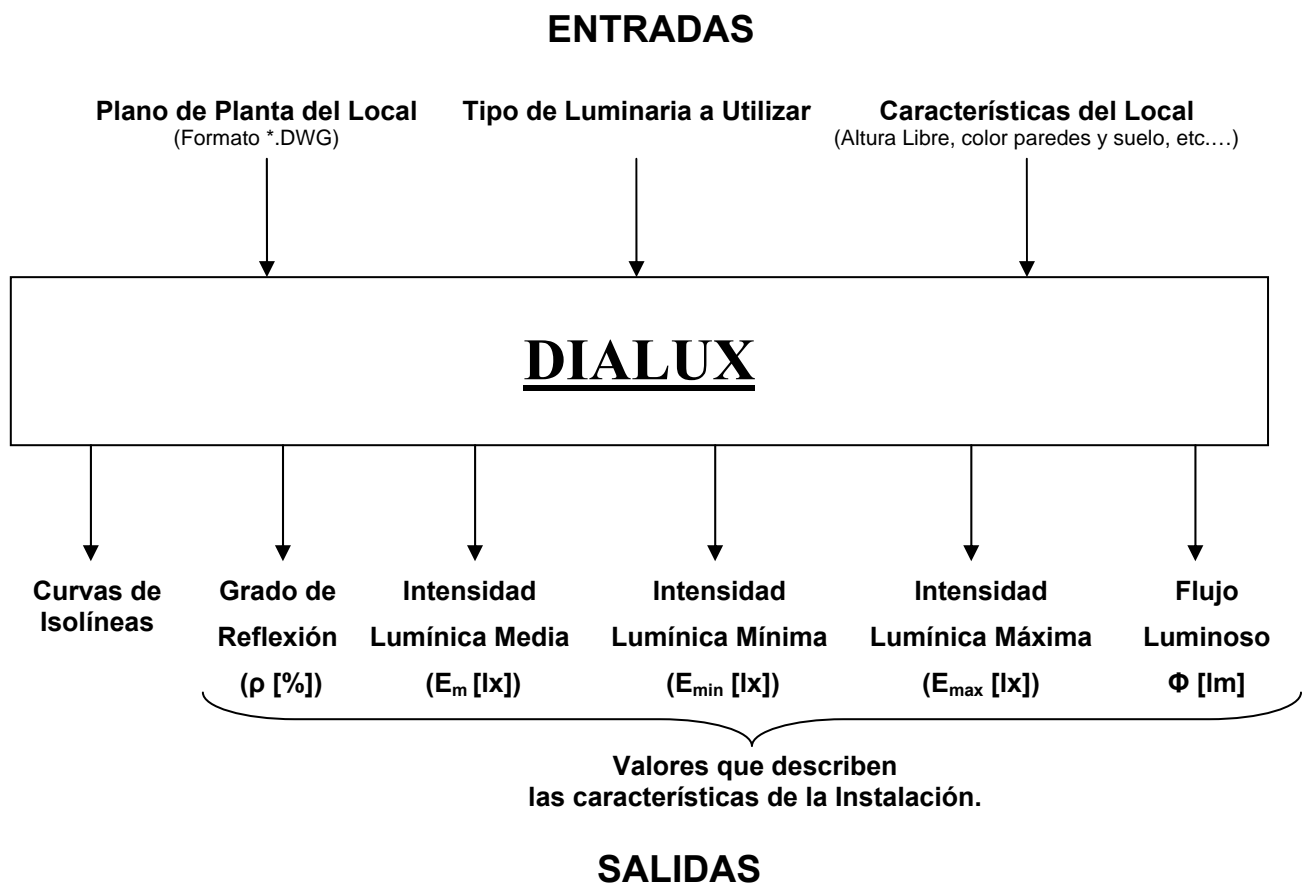 ENTRADAS
Plano de Planta del Local
(Formato *.DWG)
Tipo de Luminaria a Utilizar
Características del Local
(Altura Libre, color paredes y suelo, etc.…)
DIALUX
Curvas de
Isolíneas
Grado de
Reflexión
(ρ [%])
Intensidad
Lumínica Media
(Em [lx])
Intensidad
Lumínica Mínima
(Emin [lx])
Intensidad
Lumínica Máxima
(Emax [lx])
Flujo
Luminoso
Φ [lm]
Valores que describen
las características de la Instalación.
SALIDAS